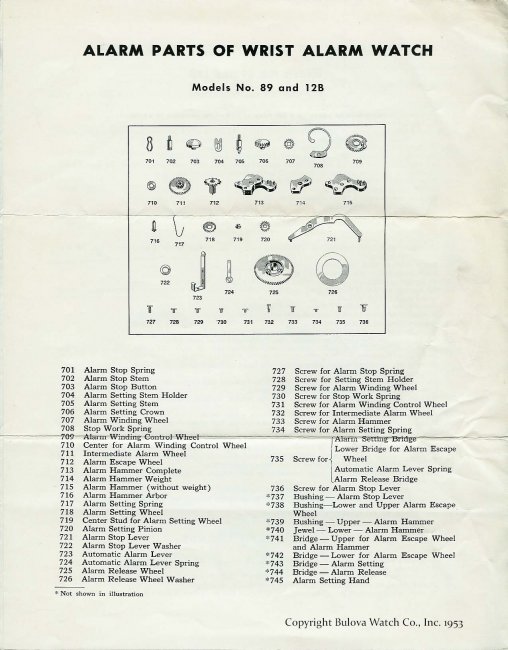 ALARM PARTS OF WRIST ALARM WATCH
Models No. 89 and 12B
701 702 703 704 705 706 707 708 709
710 711 712 713 714 715
716 717 718 719 720 721
722 723 724 725 726
727 728 729 730 731 732 733 734 735 736
701 Alarm Stop Spring
702 Alarm Stop Stem
703 Alarm Stop Button
704 Alarm Setting Stem Holder
705 Alarm Setting Stem
706 Alarm Setting Crown
707 Alarm Winding Wheel
708 Stop Work Spring
709 Alarm Winding Control Wheel
710 Center for Alarm Winding Control Wheel
711 Intermediate Alarm Wheel
712 Alarm Escape Wheel
713 Alarm Hammer Complete
714 Alarm Hammer Weight
715 Alarm Hammer (without weight)
716 Alarm Hammer Arbor
717 Alarm Setting Spring
718 Alarm Setting Wheel
719 Center Stud for Alarm Setting Wheel
720 Alarm Setting Pinion
721 Alarm Stop Lever
722 Alarm Stop Lever Washer
723 Automatic Alarm Lever
724 Automatic Alarm Lever Spring
725 Alarm Release Wheel
726 Alarm Release Wheel Washer
* Not shown in illustration
727 Screw for Alarm Stop Spring
728 Screw for Setting Stem Holder
729 Screw for Alarm Winding Wheel
730 Screw for Stop Work Spring
731 Screw for Alarm Winding Control Wheel
732 Screw for Intermediate Alarm Wheel
733 Screw for Alarm Hammer
734 Screw for Alarm Setting Spring
Alarm Setting Bridge
Lower Bridge for Alarm Escape
735 Screw for Wheel
Automatic Alarm Lever Spring
Alarm Release Bridge
736 Screw for Alarm Stop Lever
*737 Bushing — Alarm Stop Lever
*738 Bushing—Lower and Upper Alarm Escape
Wheel
*739 Bushing — Upper — Alarm Hammer
*740 Jewel — Lower — Alarm Hammer
*741 Bridge — Upper for Alarm Escape Wheel
and Alarm Hammer
*742 Bridge — Lower for Alarm Escape Wheel
*743 Bridge — Alarm Setting
*744 Bridge — Alarm Release
*745 Alarm Setting Hand
Copyright Bulova Watch Co., Inc. 1953